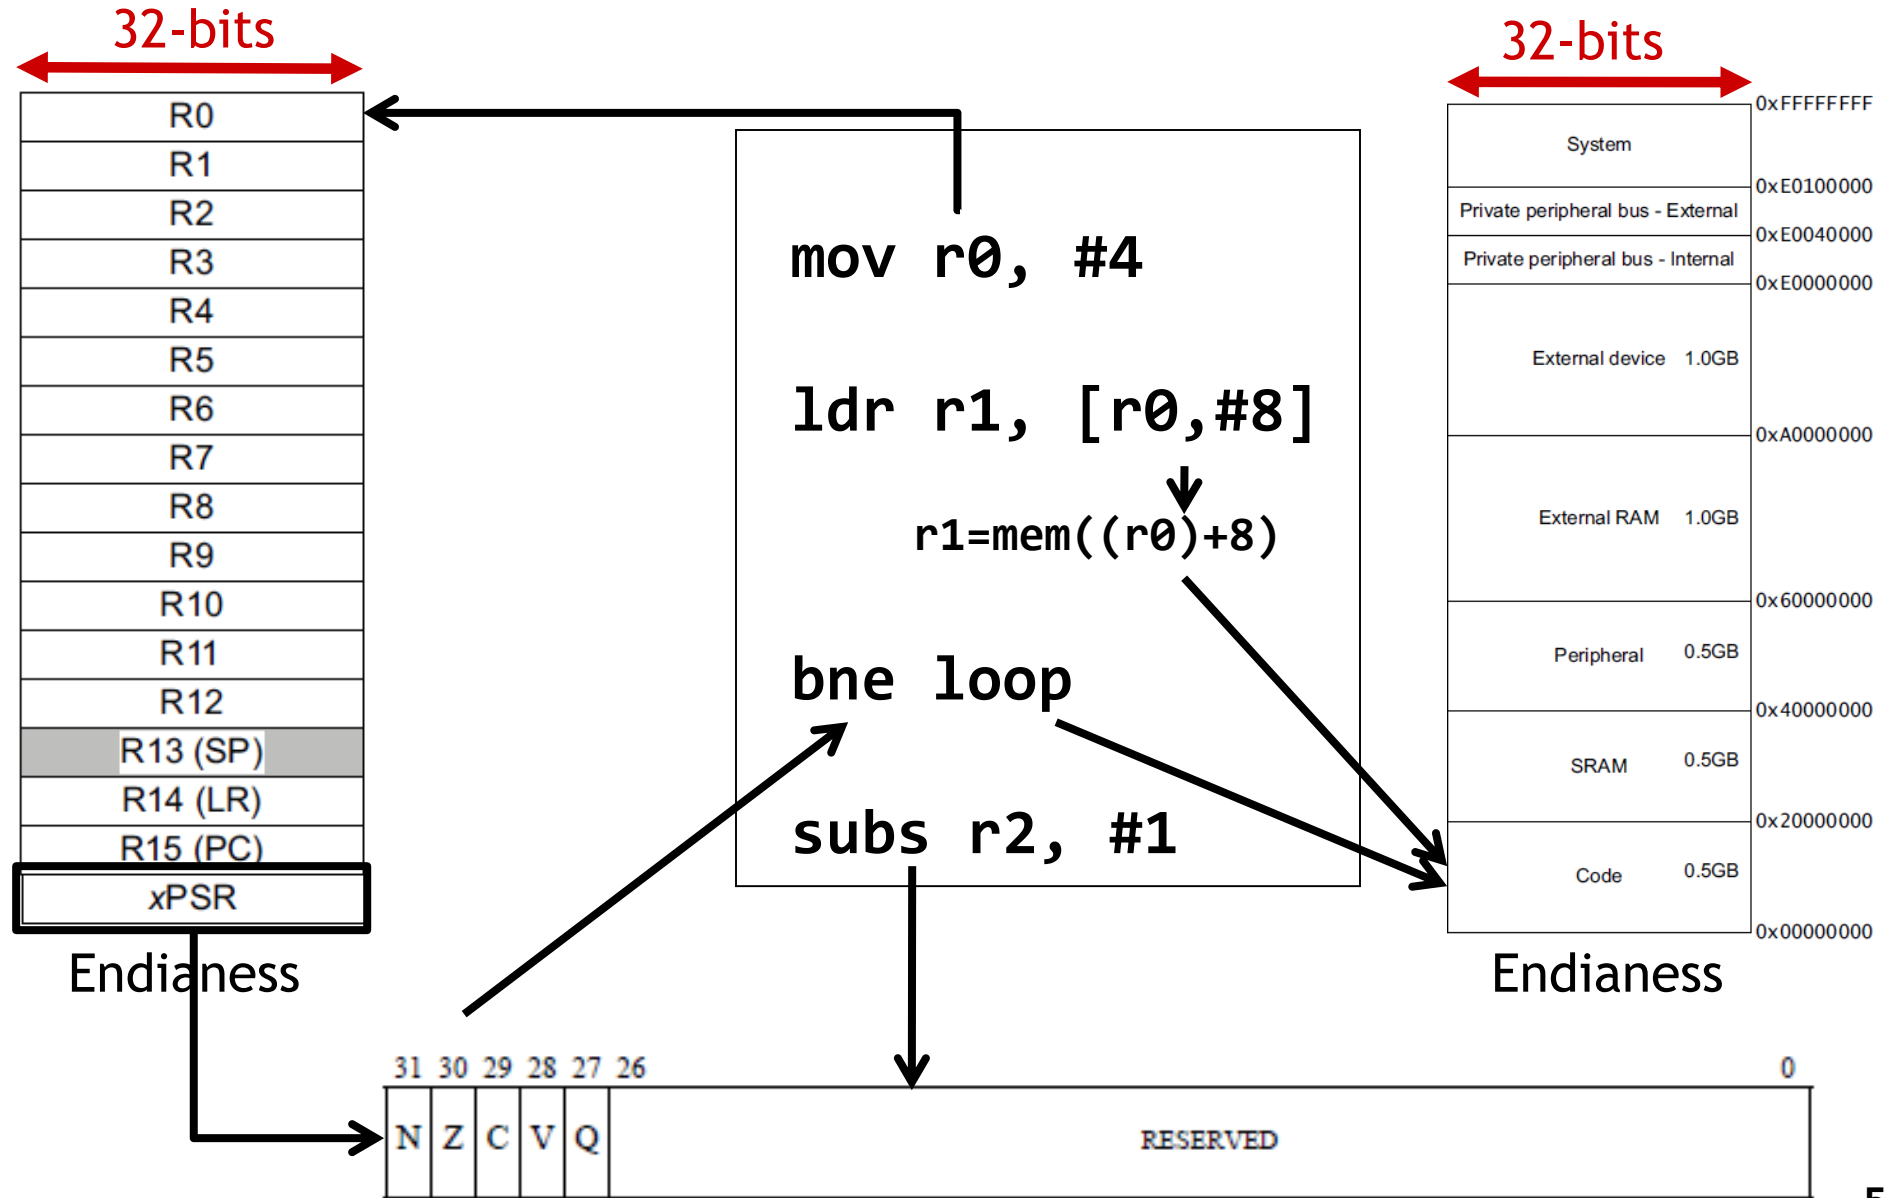 32-bits
R0
R1
R2
R3
R4
R5
R6
R7
R8
R9
R10
R11
R12
R13 (SP)
R14 (LR)
R15 (PC)
xPSR
Endianess
mov r0, #4
ldr r1, [r0,#8]
r1=mem((r0)+8)
bne loop
subs r2, #1
32-bits
0xFFFFFFFF
System
0xE0100000
Private peripheral bus - External
0xE0040000
Private peripheral bus - Internal
0xE0000000
External device 1.0GB
0xA0000000
External RAM 1.0GB
0x60000000
Peripheral 0.5GB
0x40000000
SRAM 0.5GB
0x20000000
Code 0.5GB
0x00000000
Endianess
31 30 29 28 27 26 0
N Z C V Q RESERVED